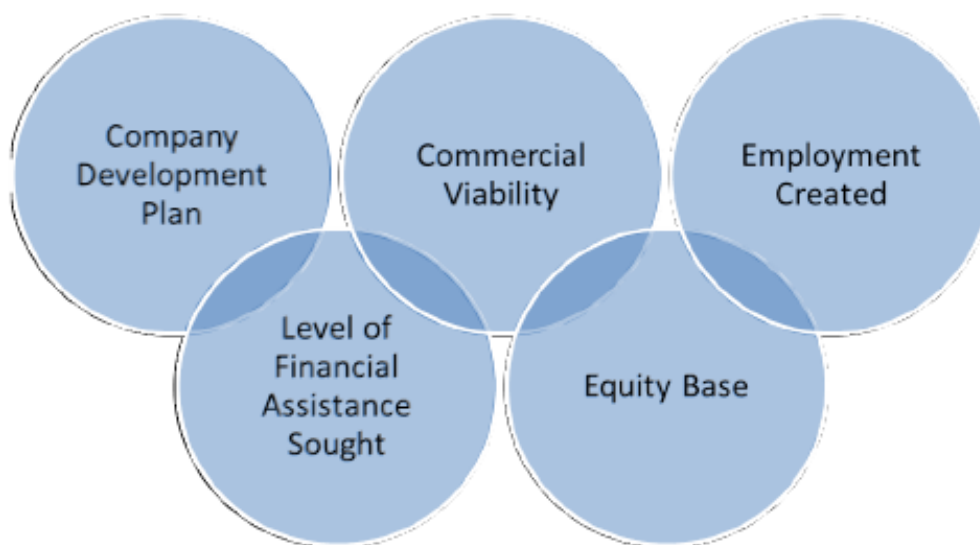 Company
Development
Plan
Commercial
Viability
Employment
Created
Level of
Financial
Assistance
Sought
Equity Base